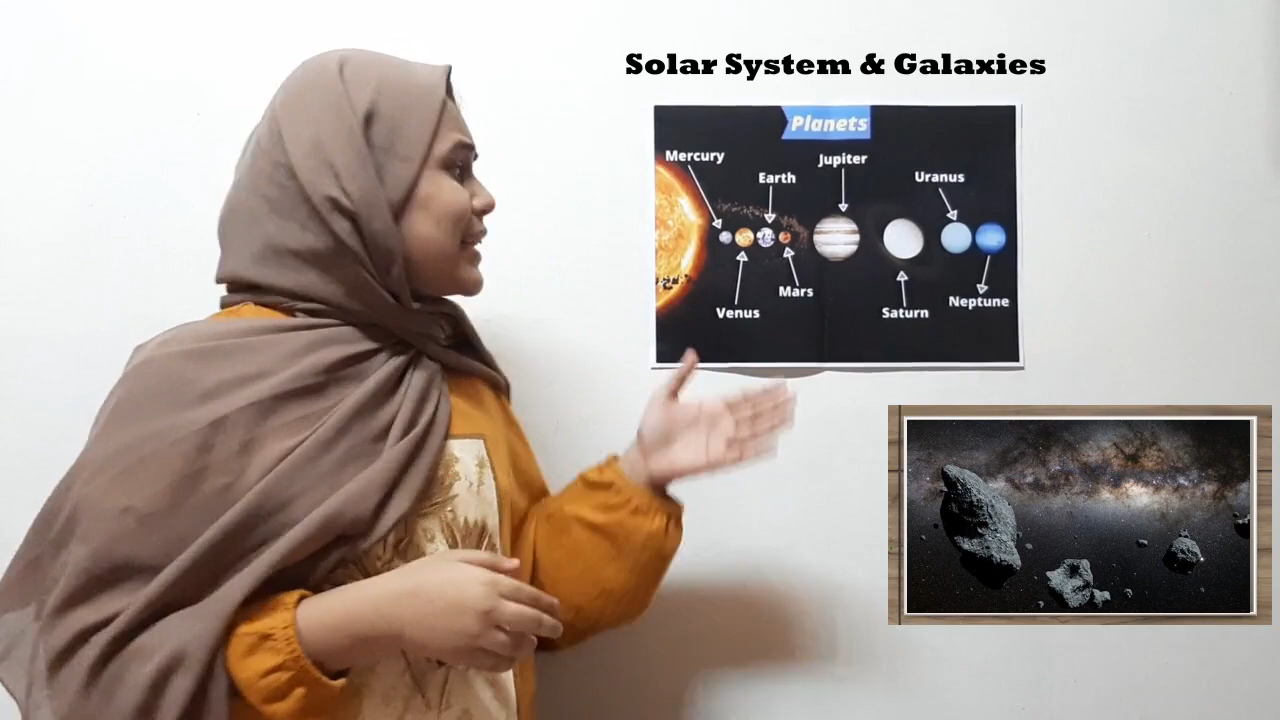 Solar System & Galaxies
Planets
Mercury
Jupiter
Earth
Uranus
Mars
Neptune
Venus
Saturn